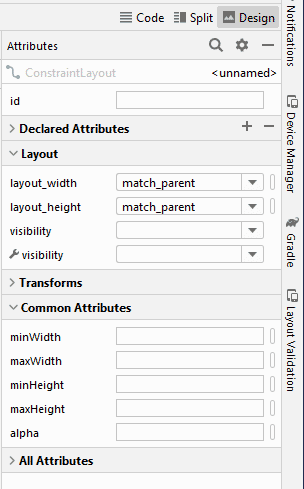 Code Split Design
Attributes
ConstraintLayout <unnamed>
id
Declared Attributes
Layout
layout_width match_parent
layout_height match_parent
visibility
visibility
Transforms
Common Attributes
minWidth
maxWidth
minHeight
maxHeight
alpha
All Attributes
Notifications
Device Manager
Gradle
Layout Validation